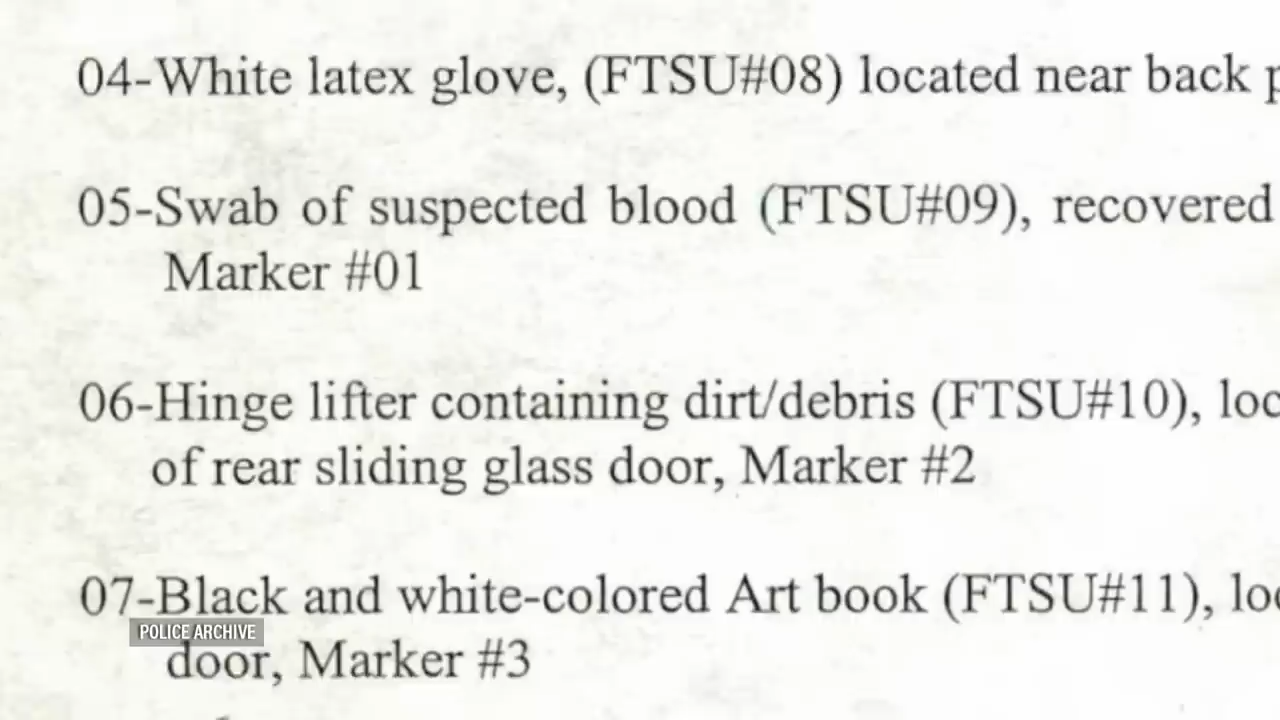 04-White latex glove, (FTSU#08) located near back
05-Swab of suspected blood (FTSU#09), recovered
Marker #01
06-Hinge lifter containing dirt/debris (FTSU#10),
of rear sliding glass door, Marker #2
07-Black and white-colored Art book (FTSU#11),
POLICE ARCHIVE
door, Marker #3